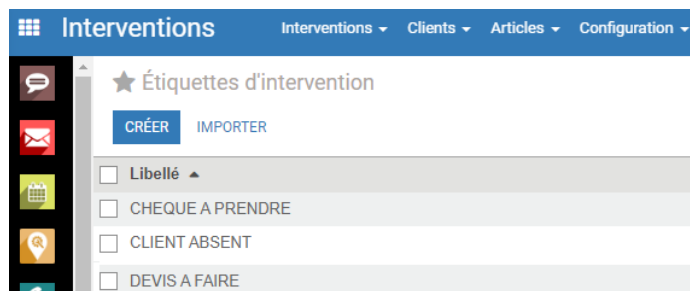 Interventions Interventions Clients Articles Configuration
Étiquettes d'intervention
CRÉER IMPORTER
Libellé
CHEQUE A PRENDRE
CLIENT ABSENT
DEVIS A FAIRE